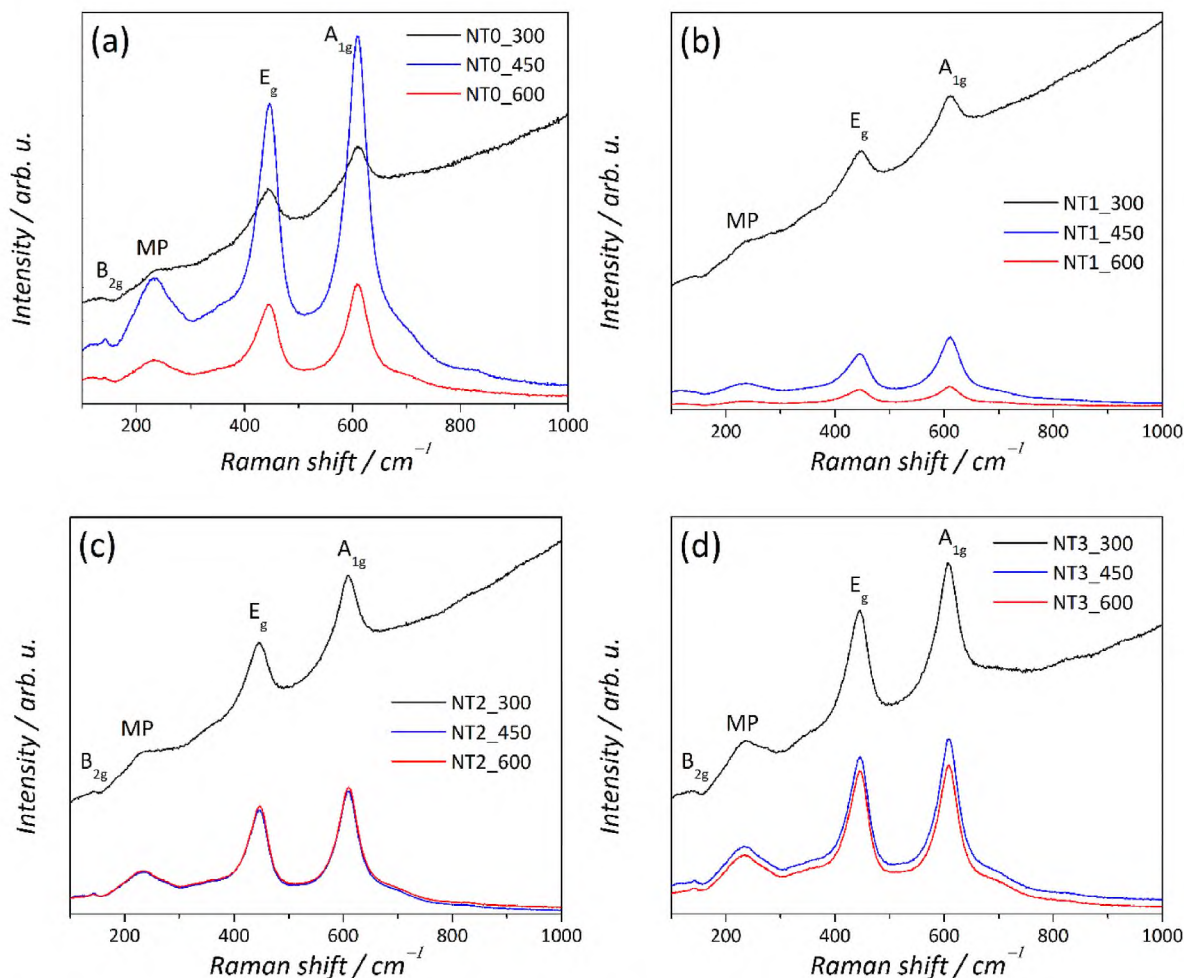 (a)
A1g
NT0_300
NT0_450
NT0_600
Eg
MP
B2g
Intensity / arb. u.
200 400 600 800 1000
Raman shift / cm−1
(b)
A1g
Eg
MP
NT1_300
NT1_450
NT1_600
Intensity / arb. u.
200 400 600 800 1000
Raman shift / cm−1
(c)
A1g
Eg
MP
B2g
NT2_300
NT2_450
NT2_600
Intensity / arb. u.
200 400 600 800 1000
Raman shift / cm−1
(d)
A1g
NT3_300
NT3_450
NT3_600
Eg
MP
B2g
Intensity / arb. u.
200 400 600 800 1000
Raman shift / cm−1